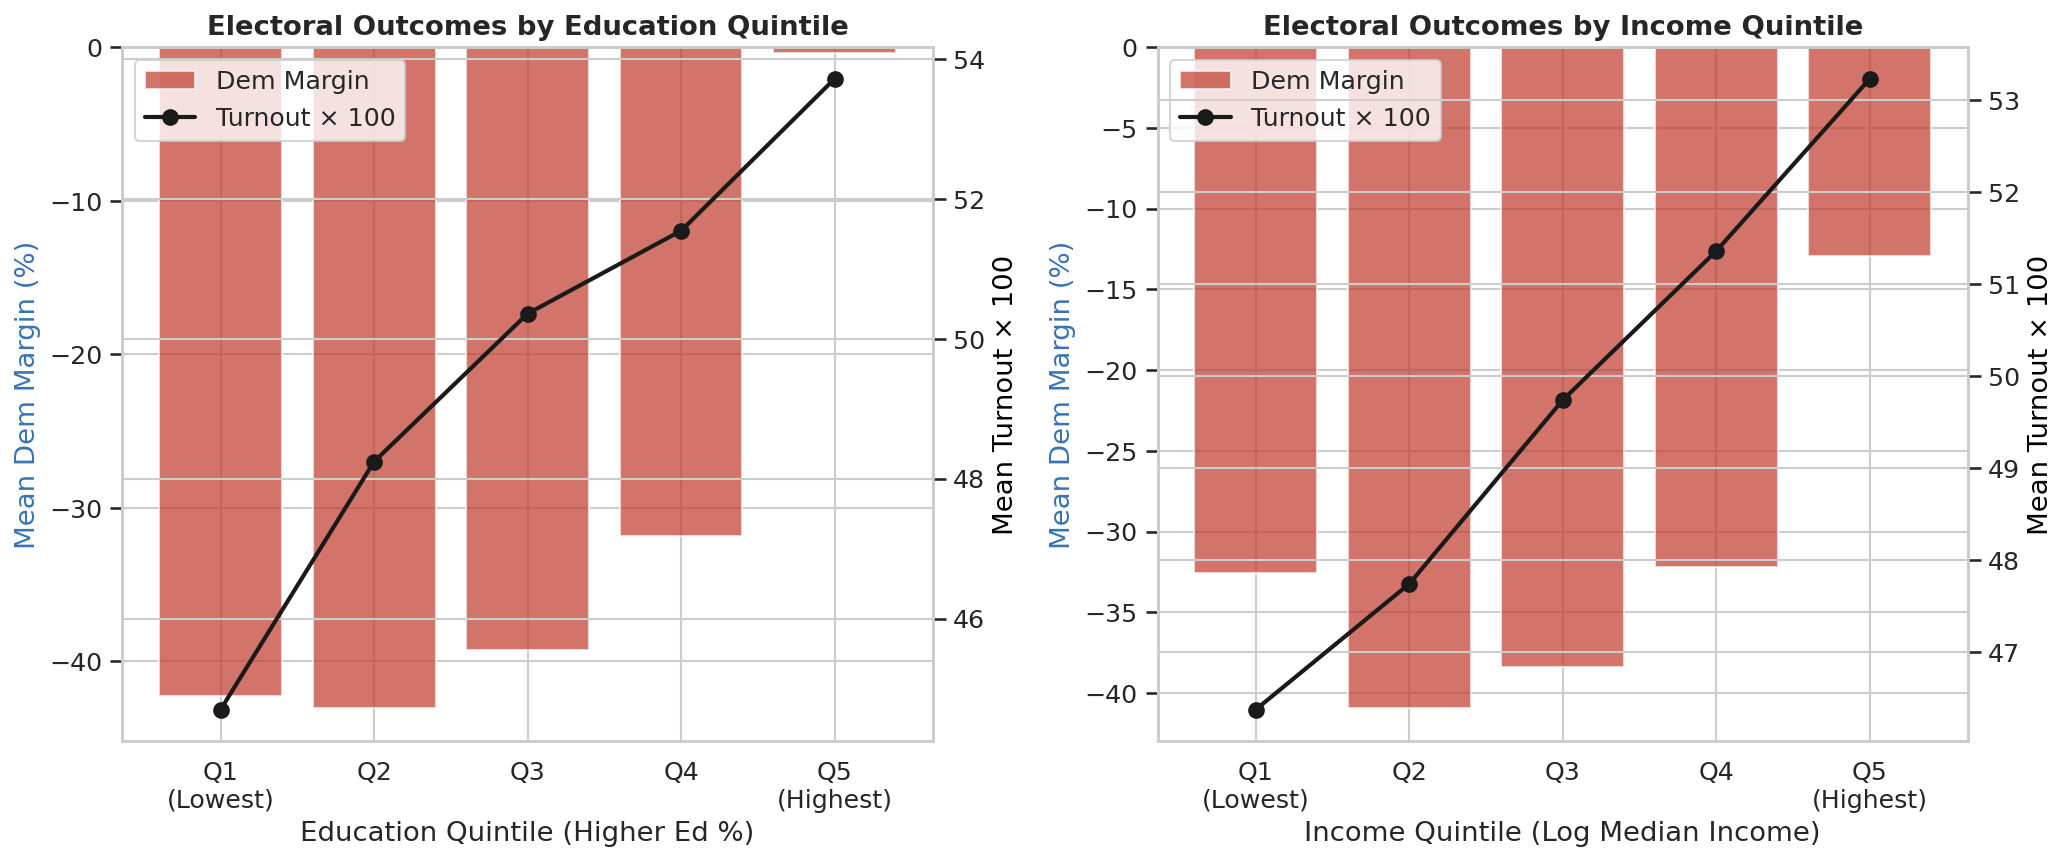 Electoral Outcomes by Education Quintile
Dem Margin
Turnout × 100
Mean Dem Margin (%)
0
−10
−20
−30
−40
54
52
50
48
46
Mean Turnout × 100
Q1
(Lowest)
Q2
Q3
Q4
Q5
(Highest)
Education Quintile (Higher Ed %)
Electoral Outcomes by Income Quintile
Dem Margin
Turnout × 100
Mean Dem Margin (%)
0
−5
−10
−15
−20
−25
−30
−35
−40
53
52
51
50
49
48
47
Mean Turnout × 100
Q1
(Lowest)
Q2
Q3
Q4
Q5
(Highest)
Income Quintile (Log Median Income)